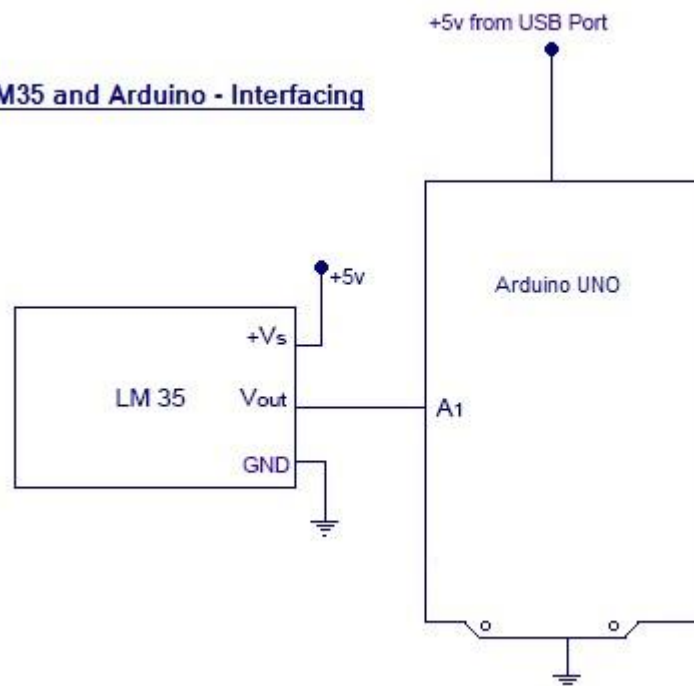 +5v from USB Port
M35 and Arduino - Interfacing
+5v
Arduino UNO
+Vs
LM 35
Vout
A1
GND